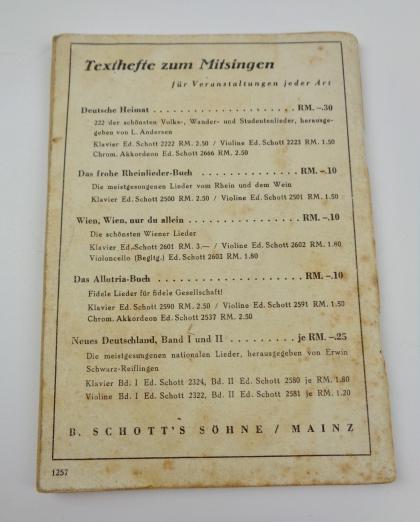 Texthefte zum Mitsingen
für Veranstaltungen jeder Art
Deutsche Heimat . . . . . . . . . . . . . . . . . . . . . RM. –.30
222 der schönsten Volks-, Wander- und Studentenlieder, herausge-
geben von L. Andersen
Klavier Ed. Schott 2222 RM. 2.50 / Violine Ed. Schott 2223 RM. 1.50
Chrom. Akkordeon Ed. Schott 2666 RM. 2.50
Das frohe Rheinlieder-Buch . . . . . . . . . . . . . . . RM. –.10
Die meistgesungenen Lieder vom Rhein und dem Wein
Klavier Ed. Schott 2500 RM. 2.50 / Violine Ed. Schott 2501 RM. 1.50
Wien, Wien, nur du allein . . . . . . . . . . . . . . . . RM. –.10
Die schönsten Wiener Lieder
Klavier Ed. Schott 2601 RM. 3.— / Violine Ed. Schott 2602 RM. 1.80
Violoncello (Begltg.) Ed. Schott 2603 RM. 1.80
Das Allotria-Buch . . . . . . . . . . . . . . . . . . . . RM. –.10
Fidele Lieder für fidele Gesellschaft!
Klavier Ed. Schott 2590 RM. 2.50 / Violine Ed. Schott 2591 RM. 1.50
Chrom. Akkordeon Ed. Schott 2537 RM. 2.50
Neues Deutschland, Band I und II . . . . . . . . . je RM. –.25
Die meistgesungenen nationalen Lieder, herausgegeben von Erwin
Schwarz-Reiflingen
Klavier Bd. I Ed. Schott 2324, Bd. II Ed. Schott 2580 je RM. 1.80
Violine Bd. I Ed. Schott 2322, Bd. II Ed. Schott 2581 je RM. 1.20
B. SCHOTT'S SÖHNE / MAINZ
1257